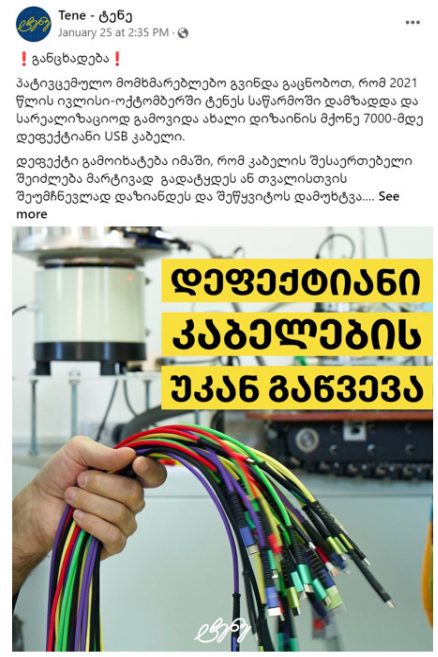 Tene - ტენე
January 25 at 2:35 PM ·
❗განცხადება❗
პატივცემულო მომხმარებლებო გვინდა გაცნობოთ, რომ 2021
წლის ივლისი-ოქტომბერში ტენეს საწარმოში დამზადდა და
სარეალიზაციოდ გამოვიდა ახალი დიზაინის მქონე 7000-მდე
დეფექტიანი USB კაბელი.
დეფექტი გამოიხატება იმაში, რომ კაბელის შესაერთებელი
შეიძლება მარტივად გადატყდეს ან თვალისთვის
შეუმჩნევლად დაზიანდეს და შეწყვიტოს დამუხტვა.... See
more
დეფექტიანი
კაბელების
უკან გაწვევა
ტენე